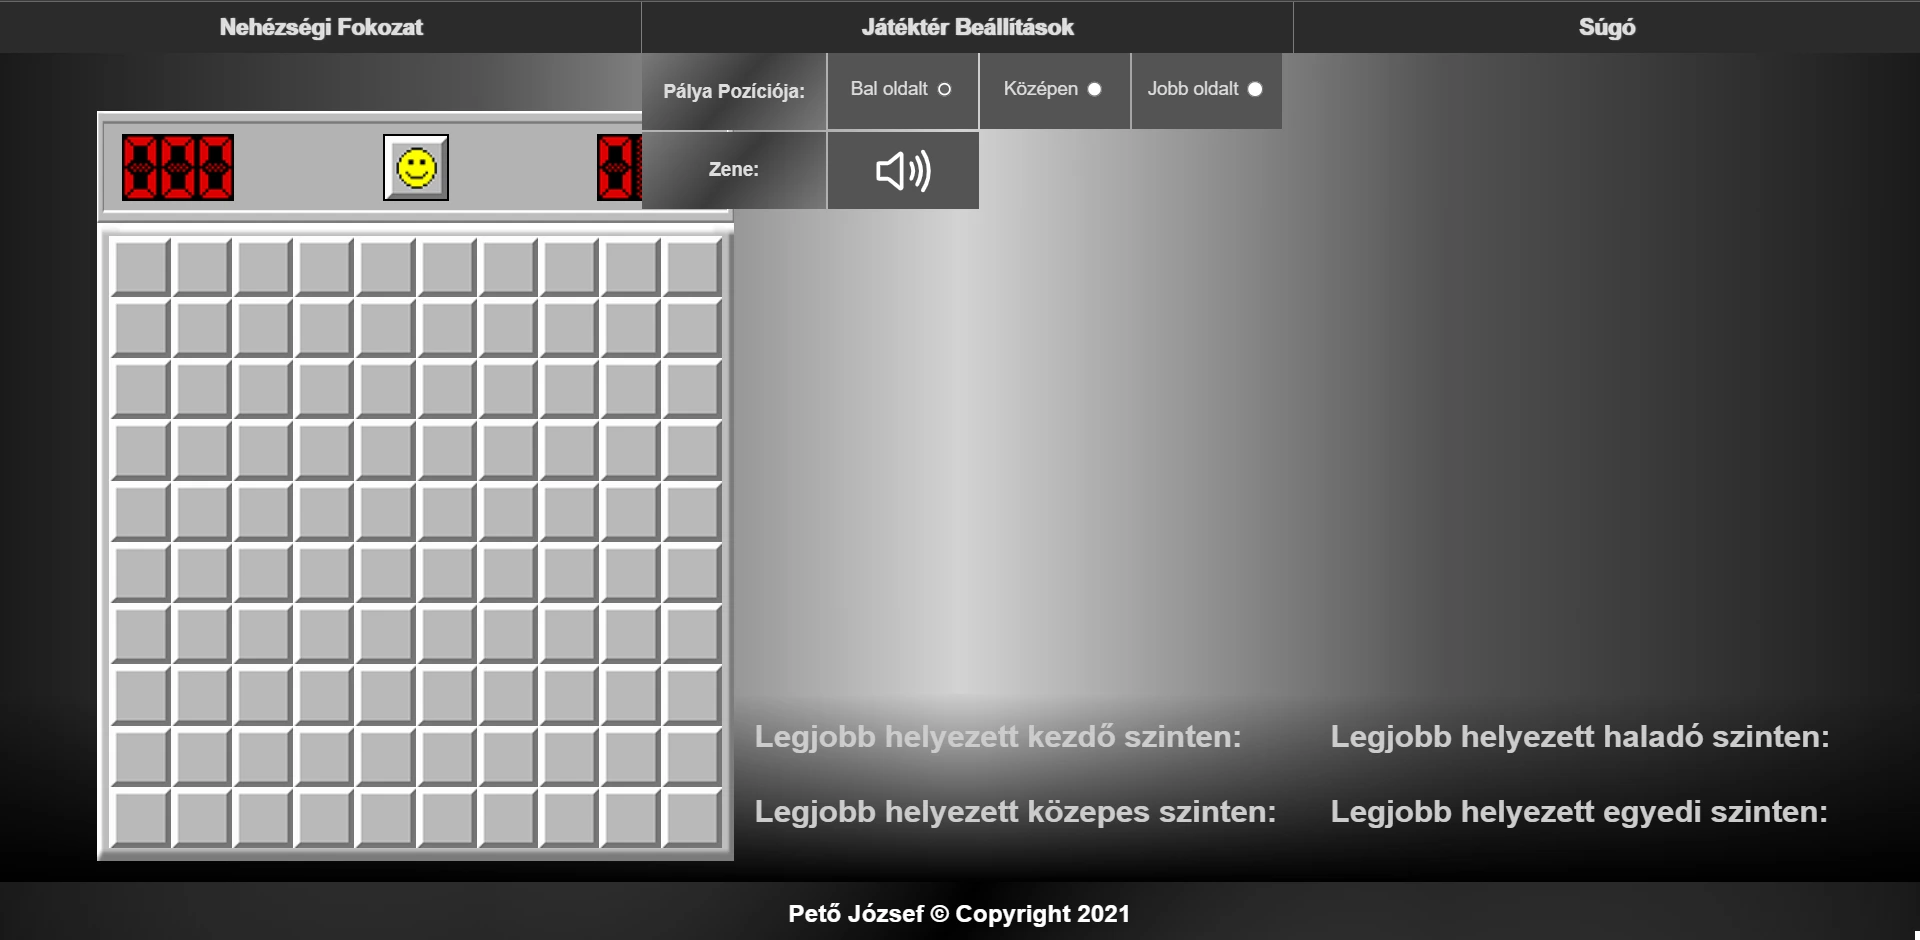 Nehézségi Fokozat
Játéktér Beállítások
Súgó
Pálya Pozíciója:
Bal oldalt
Középen
Jobb oldalt
Zene:
Legjobb helyezett kezdő szinten:
Legjobb helyezett haladó szinten:
Legjobb helyezett közepes szinten:
Legjobb helyezett egyedi szinten:
Pető József © Copyright 2021